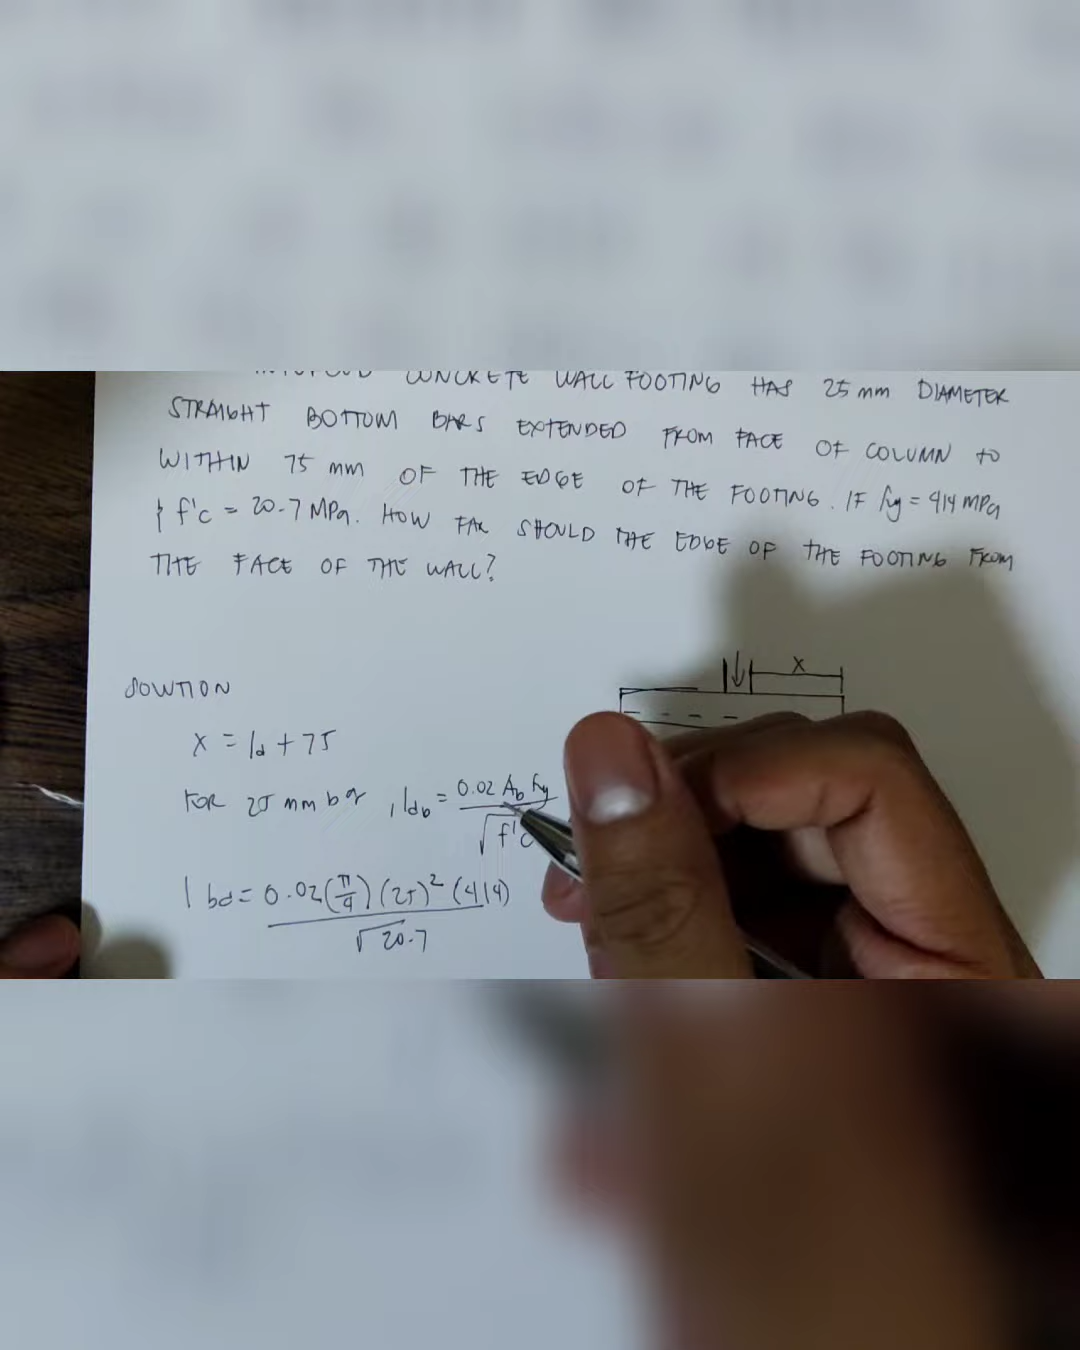 CONCRETE WALL FOOTING HAS 25 mm DIAMETER
STRAIGHT BOTTOM BARS EXTENDED FROM FACE OF COLUMN TO
WITHIN 75 mm OF THE EDGE OF THE FOOTING. IF fy = 414 MPa
& f'c = 20.7 MPa. HOW FAR SHOULD THE EDGE OF THE FOOTING FROM
THE FACE OF THE WALL?
SOLUTION
x
x = ld + 75
FOR 25 mm bar, ldb = 0.02 Ab fy / √f'c
lbd = 0.02 (π/4) (25)² (414) / √20.7